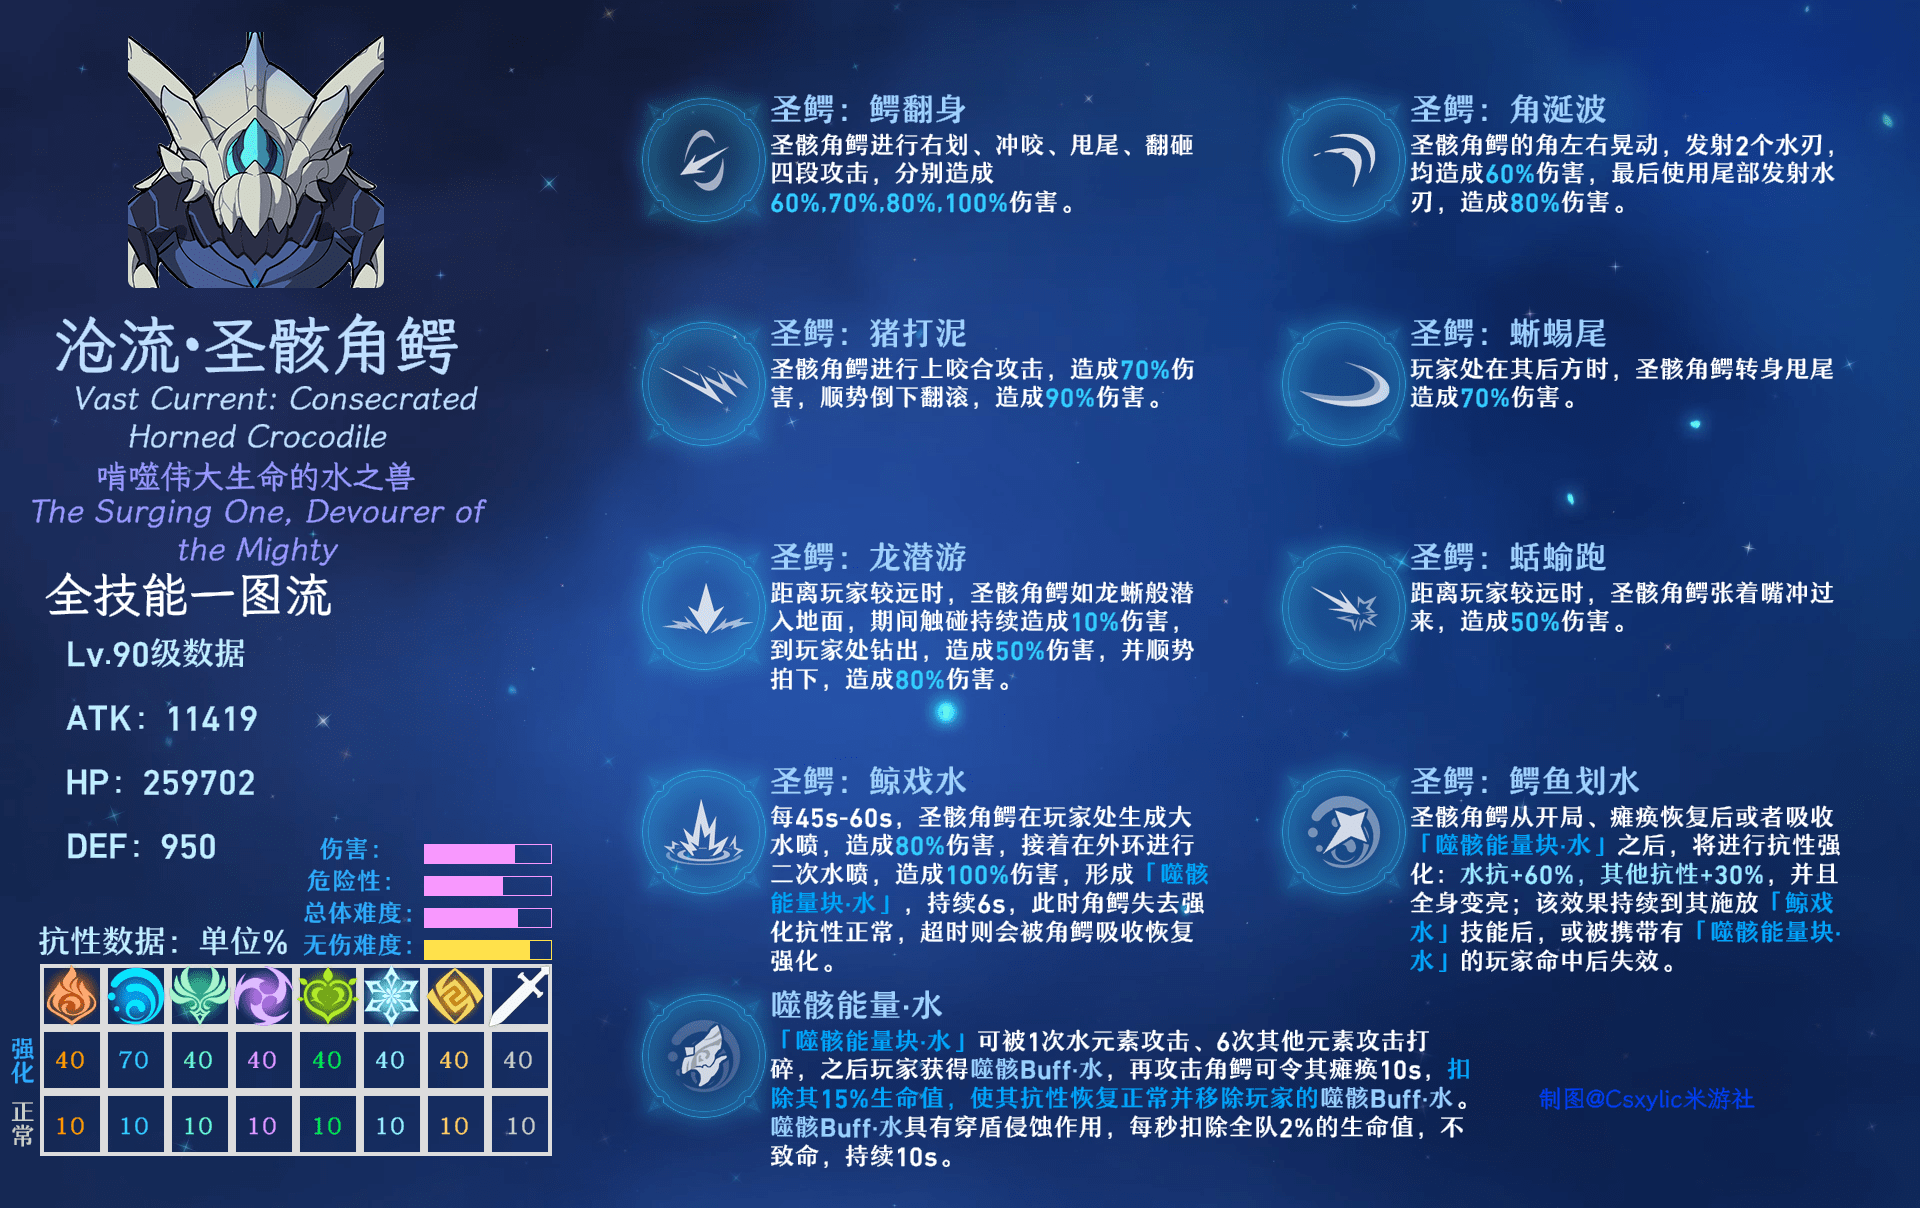 沧流·圣骸角鳄
Vast Current: Consecrated
Horned Crocodile
啃噬伟大生命的水之兽
The Surging One, Devourer of
the Mighty
全技能一图流
Lv.90级数据
ATK：11419
HP：259702
DEF：950
伤害：
危险性：
总体难度：
无伤难度：
抗性数据：单位%
强化 40 70 40 40 40 40 40 40
正常 10 10 10 10 10 10 10 10
圣鳄：鳄翻身
圣骸角鳄进行右划、冲咬、甩尾、翻砸
四段攻击，分别造成
60%,70%,80%,100%伤害。
圣鳄：角涎波
圣骸角鳄的角左右晃动，发射2个水刃，
均造成60%伤害，最后使用尾部发射水
刃，造成80%伤害。
圣鳄：猪打泥
圣骸角鳄进行上咬合攻击，造成70%伤
害，顺势倒下翻滚，造成90%伤害。
圣鳄：蜥蜴尾
玩家处在其后方时，圣骸角鳄转身甩尾
造成70%伤害。
圣鳄：龙潜游
距离玩家较远时，圣骸角鳄如龙蜥般潜
入地面，期间触碰持续造成10%伤害，
到玩家处钻出，造成50%伤害，并顺势
拍下，造成80%伤害。
圣鳄：蛞蝓跑
距离玩家较远时，圣骸角鳄张着嘴冲过
来，造成50%伤害。
圣鳄：鲸戏水
每45s-60s，圣骸角鳄在玩家处生成大
水喷，造成80%伤害，接着在外环进行
二次水喷，造成100%伤害，形成「噬骸
能量块·水」，持续6s，此时角鳄失去强
化抗性正常，超时则会被角鳄吸收恢复
强化。
圣鳄：鳄鱼划水
圣骸角鳄从开局、瘫痪恢复后或者吸收
「噬骸能量块·水」之后，将进行抗性强
化：水抗+60%，其他抗性+30%，并且
全身变亮；该效果持续到其施放「鲸戏
水」技能后，或被携带有「噬骸能量块·
水」的玩家命中后失效。
噬骸能量·水
「噬骸能量块·水」可被1次水元素攻击、6次其他元素攻击打
碎，之后玩家获得噬骸Buff·水，再攻击角鳄可令其瘫痪10s，扣
除其15%生命值，使其抗性恢复正常并移除玩家的噬骸Buff·水。
噬骸Buff·水具有穿盾侵蚀作用，每秒扣除全队2%的生命值，不
致命，持续10s。
制图@Csxylic米游社